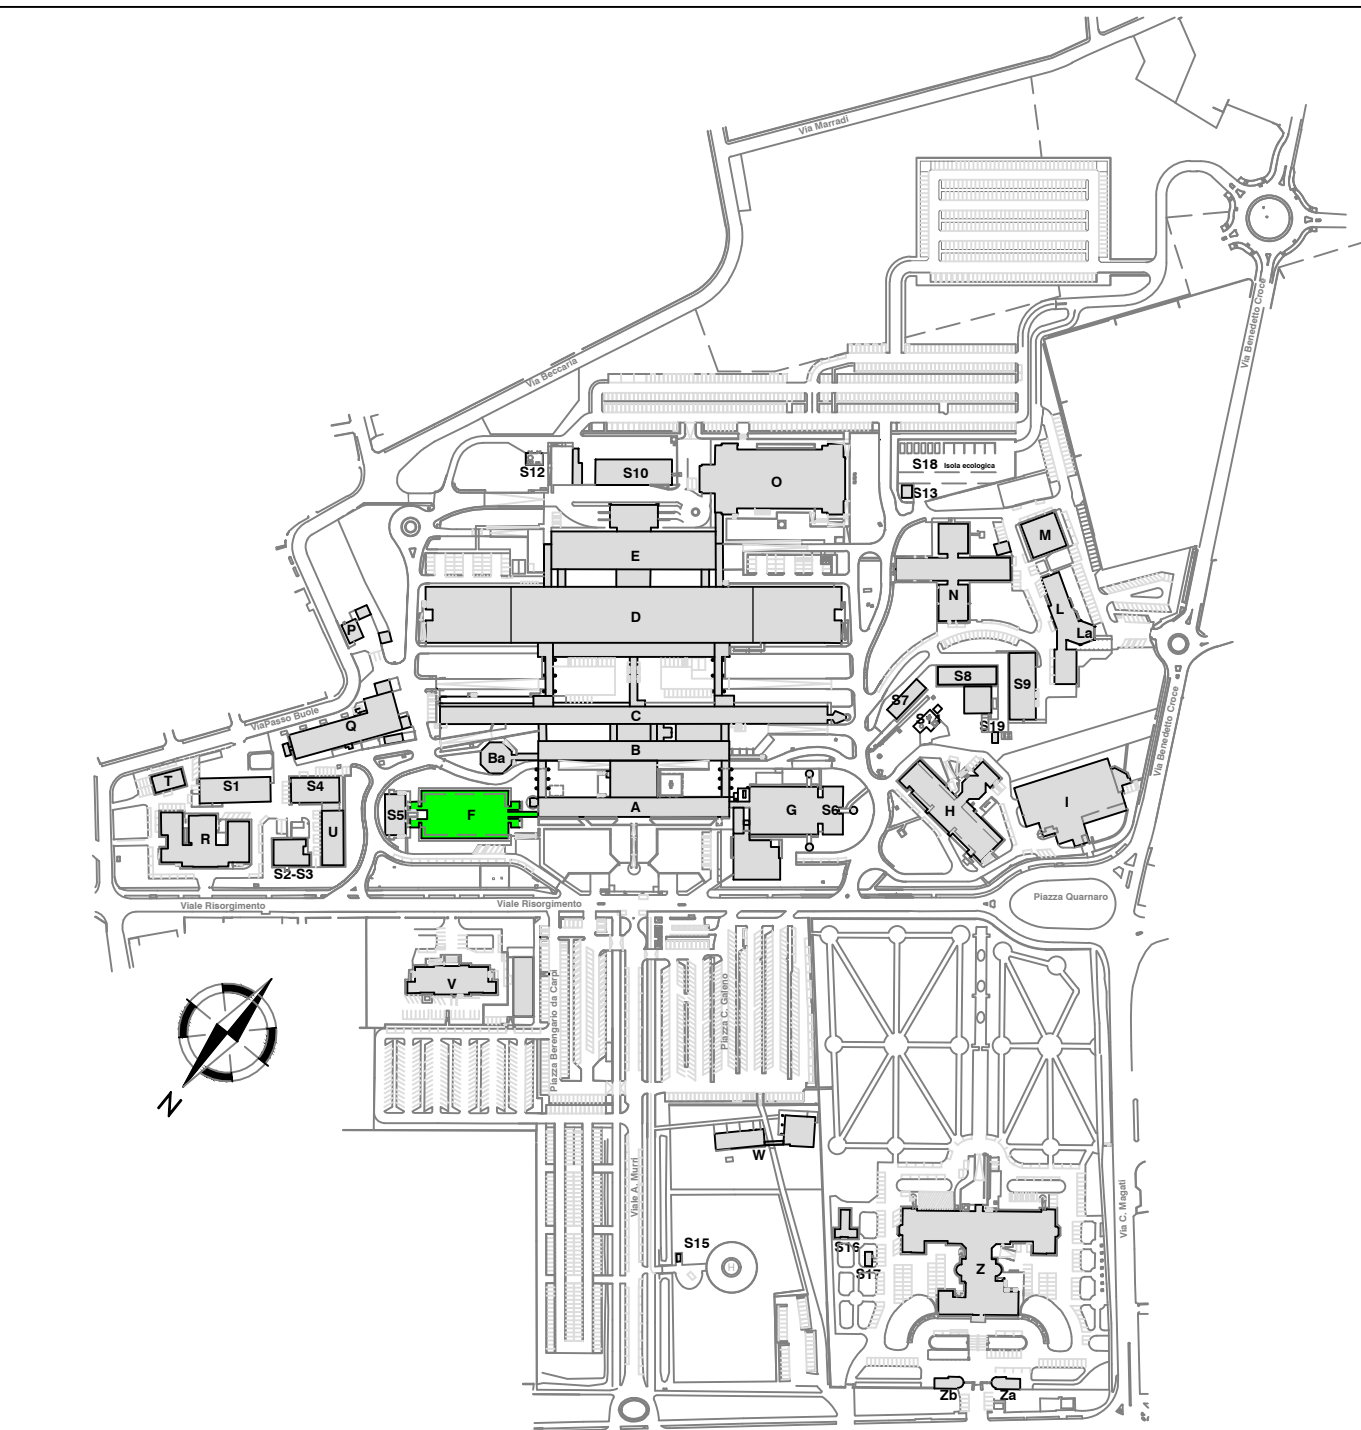 Via Marradi
Via Benedetto Croce
Via Beccaria
S12
S10
O
S18 Isola ecologica
S13
E
M
N
D
L
La
P
S8
S9
S7
S19
C
Via Passo Buole
Q
B
Ba
T
S1
S4
S5
F
A
G
S6
H
I
Via Benedetto Croce
R
U
S2-S3
Viale Risorgimento
Viale Risorgimento
Piazza Quarnaro
V
Piazza Berengario da Carpi
Piazza C. Galeno
N
W
Viale A. Murri
Via C. Magati
S15
H
S16
S17
Z
Zb
Za